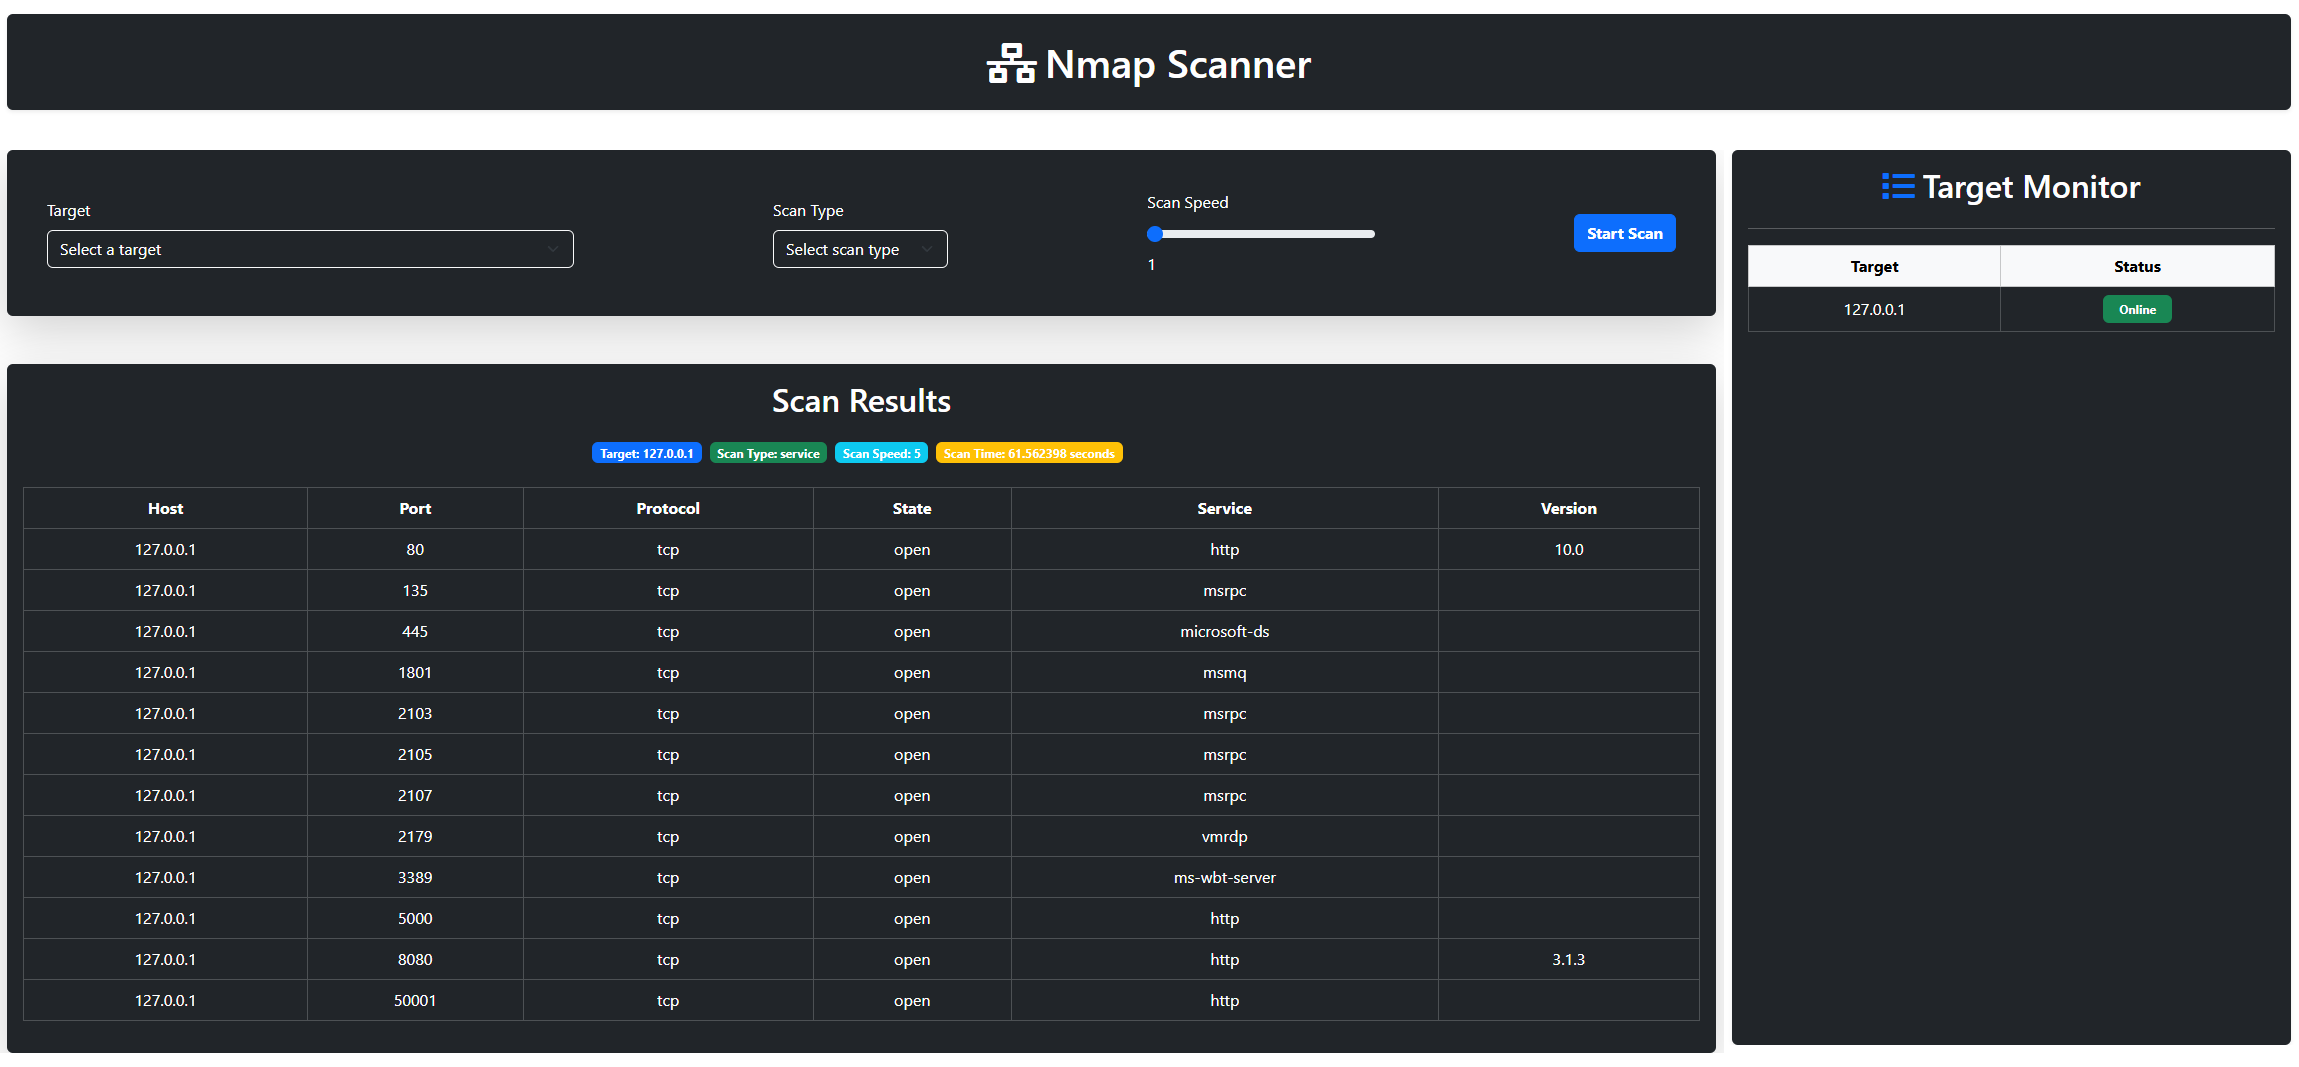 Nmap Scanner
Target
Select a target
Scan Type
Select scan type
Scan Speed
1
Start Scan
Target Monitor
Target Status
127.0.0.1 Online
Scan Results
Target: 127.0.0.1 Scan Type: service Scan Speed: 5 Scan Time: 61.562398 seconds
Host Port Protocol State Service Version
127.0.0.1 80 tcp open http 10.0
127.0.0.1 135 tcp open msrpc
127.0.0.1 445 tcp open microsoft-ds
127.0.0.1 1801 tcp open msmq
127.0.0.1 2103 tcp open msrpc
127.0.0.1 2105 tcp open msrpc
127.0.0.1 2107 tcp open msrpc
127.0.0.1 2179 tcp open vmrdp
127.0.0.1 3389 tcp open ms-wbt-server
127.0.0.1 5000 tcp open http
127.0.0.1 8080 tcp open http 3.1.3
127.0.0.1 50001 tcp open http